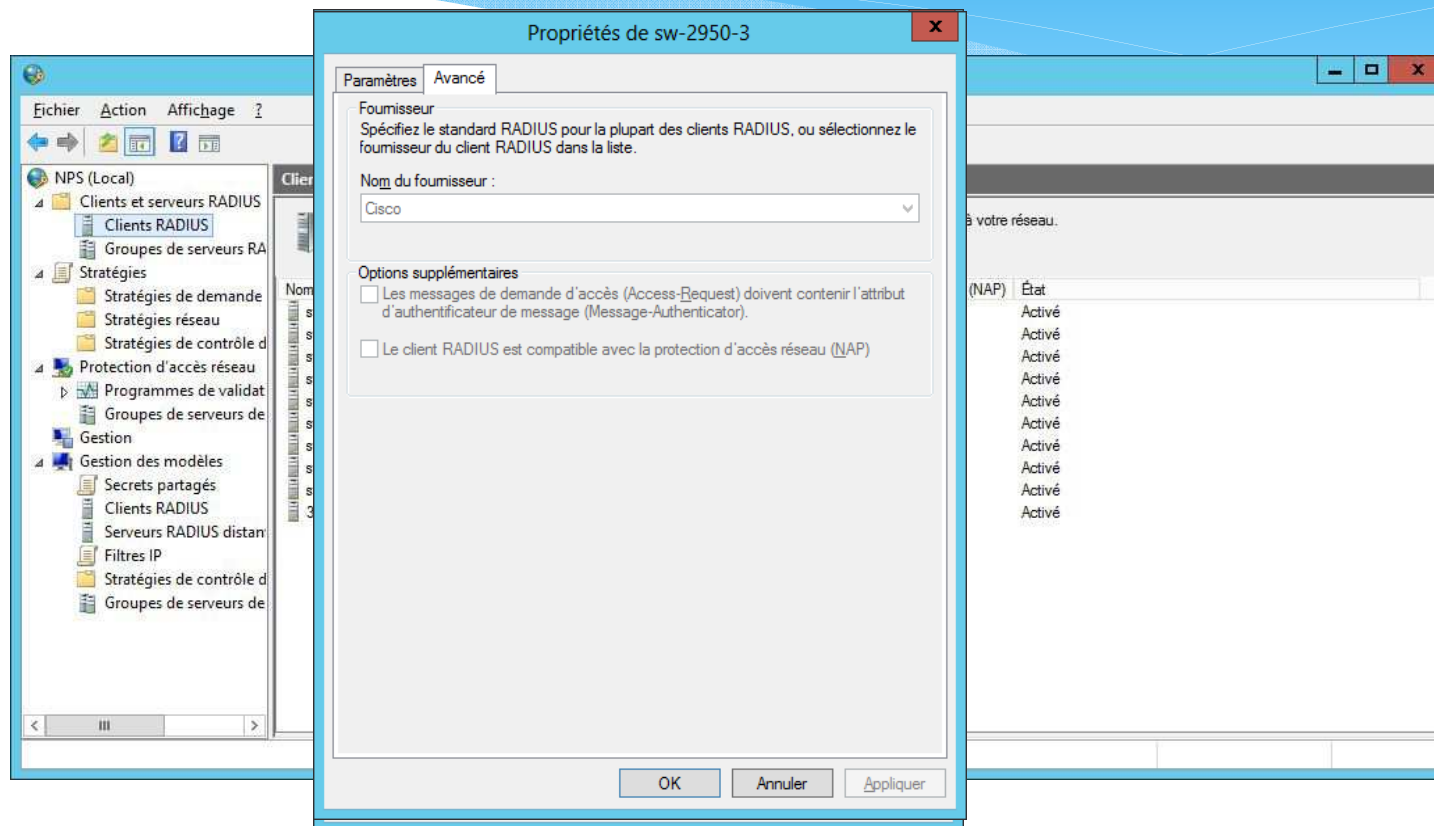 Propriétés de sw-2950-3
x
x
Paramètres
Avancé
Fichier Action Affichage ?
Fournisseur
Spécifiez le standard RADIUS pour la plupart des clients RADIUS, ou sélectionnez le
fournisseur du client RADIUS dans la liste.
Nom du fournisseur :
Cisco
Options supplémentaires
Les messages de demande d'accès (Access-Request) doivent contenir l'attribut
d'authentificateur de message (Message-Authenticator).
Le client RADIUS est compatible avec la protection d'accès réseau (NAP)
OK
Annuler
Appliquer
NPS (Local)
Clients et serveurs RADIUS
Clients RADIUS
Groupes de serveurs RA
Stratégies
Stratégies de demande
Stratégies réseau
Stratégies de contrôle d
Protection d'accès réseau
Programmes de validat
Groupes de serveurs de
Gestion
Gestion des modèles
Secrets partagés
Clients RADIUS
Serveurs RADIUS distan
Filtres IP
Stratégies de contrôle d
Groupes de serveurs de
Clier
à votre réseau.
Nom
(NAP)
État
s Activé
s Activé
s Activé
s Activé
s Activé
s Activé
s Activé
s Activé
s Activé
3 Activé